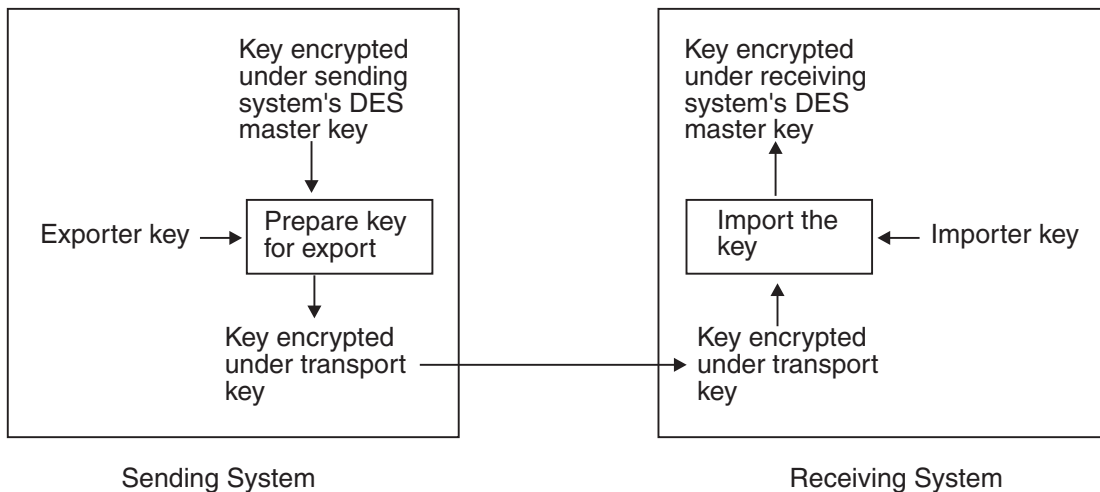 Key encrypted
under sending
system's DES
master key
Exporter key
Prepare key
for export
Key encrypted
under transport
key
Sending System
Key encrypted
under receiving
system's DES
master key
Import the
key
Importer key
Key encrypted
under transport
key
Receiving System